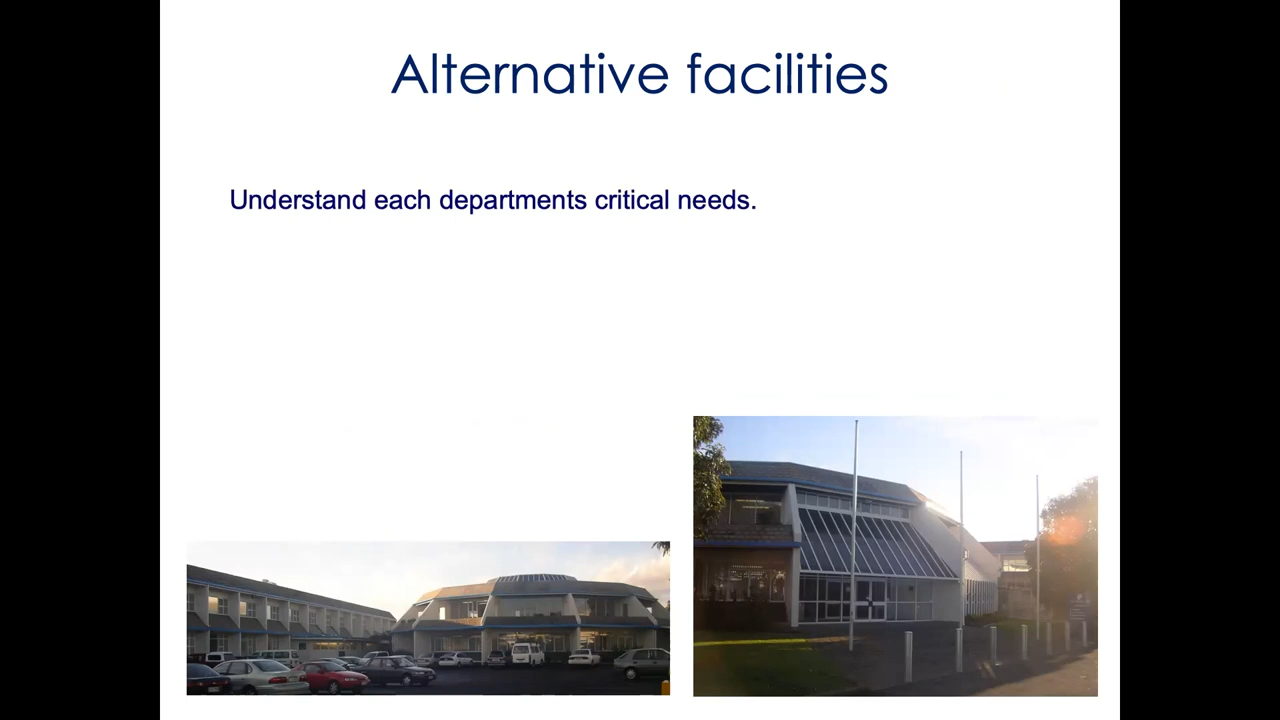 Alternative facilities
Understand each departments critical needs.